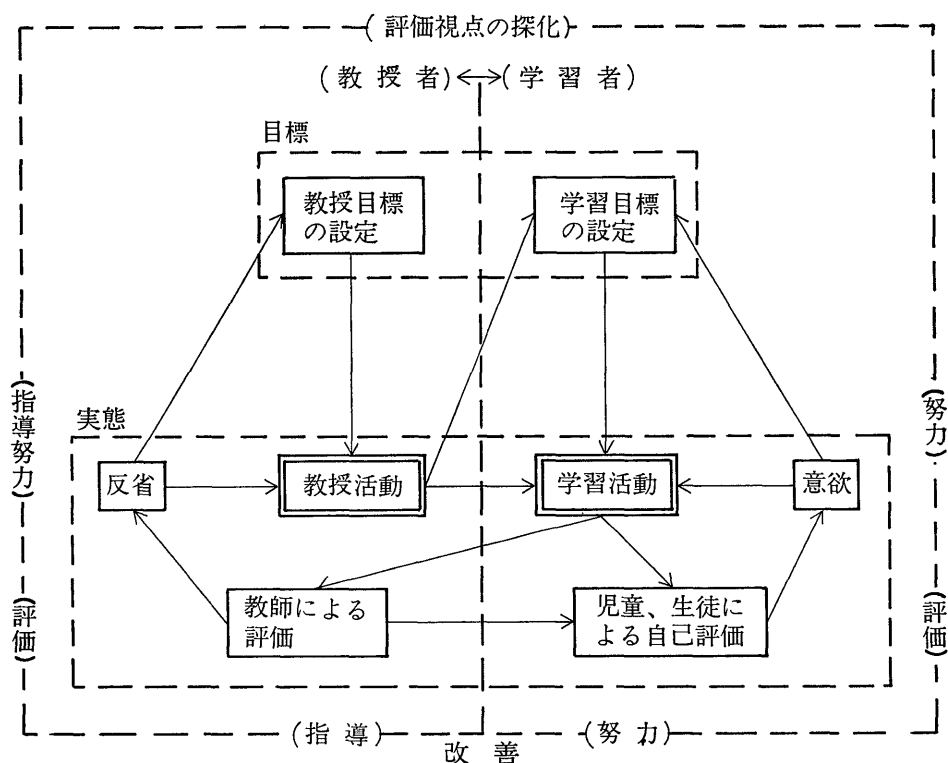 (評価視点の探化)
(教授者)↔(学習者)
目標
教授目標
の設定
学習目標
の設定
(指導努力)
(努力)
実態
反省
教授活動
学習活動
意欲
教師による
評価
児童、生徒に
よる自己評価
(評価)
(評価)
(指導)
(努力)
改善